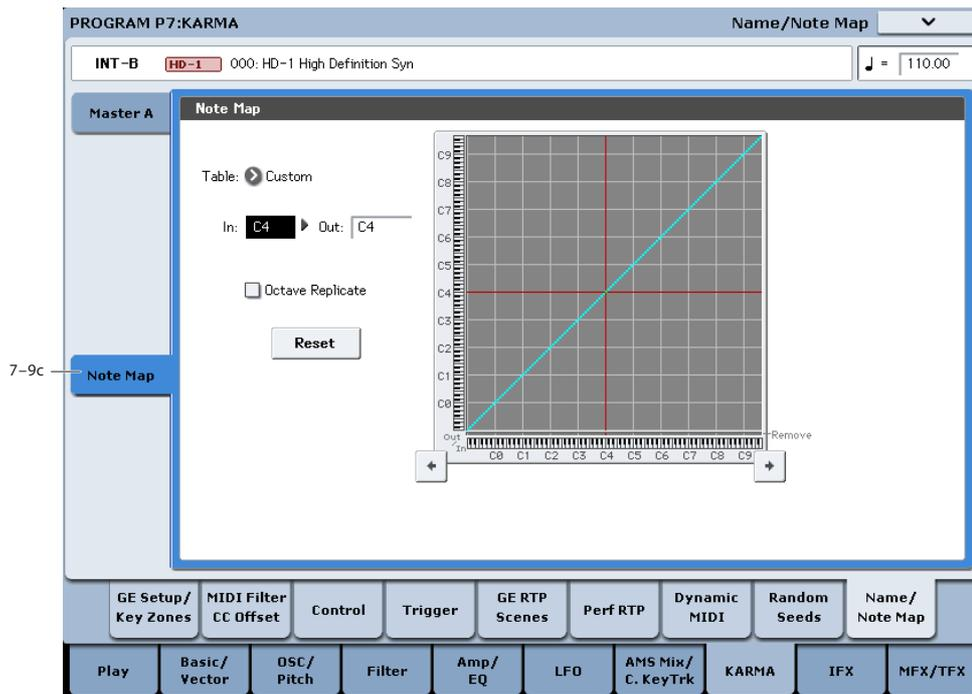 PROGRAM P7:KARMA Name/Note Map
INT-B HD-1 000: HD-1 High Definition Syn ♩ = 110.00
Master A
Note Map
Table: Custom
In: C4 Out: C4
Octave Replicate
Reset
C9
C8
C7
C6
C5
C4
C3
C2
C1
C0
Out
/In
Remove
C0 C1 C2 C3 C4 C5 C6 C7 C8 C9
7-9c
Note Map
GE Setup/ Key Zones
MIDI Filter CC Offset
Control
Trigger
GE RTP Scenes
Perf RTP
Dynamic MIDI
Random Seeds
Name/ Note Map
Play
Basic/ Vector
OSC/ Pitch
Filter
Amp/ EQ
LFO
AMS Mix/ C. KeyTrk
KARMA
IFX
MFX/TFX